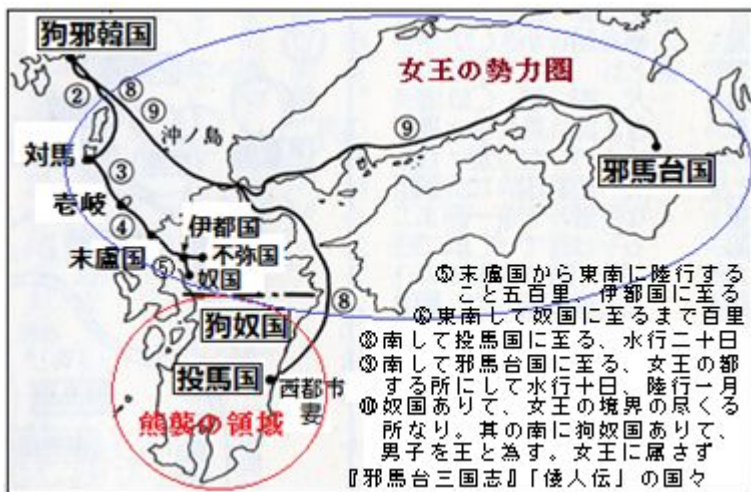 狗邪韓国
②
⑧
⑨
沖ノ島
女王の勢力圏
⑨
対馬
③
邪馬台国
壱岐
④
伊都国
不弥国
末盧国
⑤
奴国
⑧
狗奴国
投馬国
西都市
妻
熊襲の領域
⑤末盧国から東南に陸行する
こと五百里、伊都国に至る
⑥東南して奴国に至るまで百里
⑧南して投馬国に至る、水行二十日
⑨南して邪馬台国に至る、女王の都
する所にして水行十日、陸行一月
⑩奴国ありて、女王の境界の尽くる
所なり。其の南に狗奴国ありて、
男子を王と為す。女王に属さず
『邪馬台三国志』「倭人伝」の国々